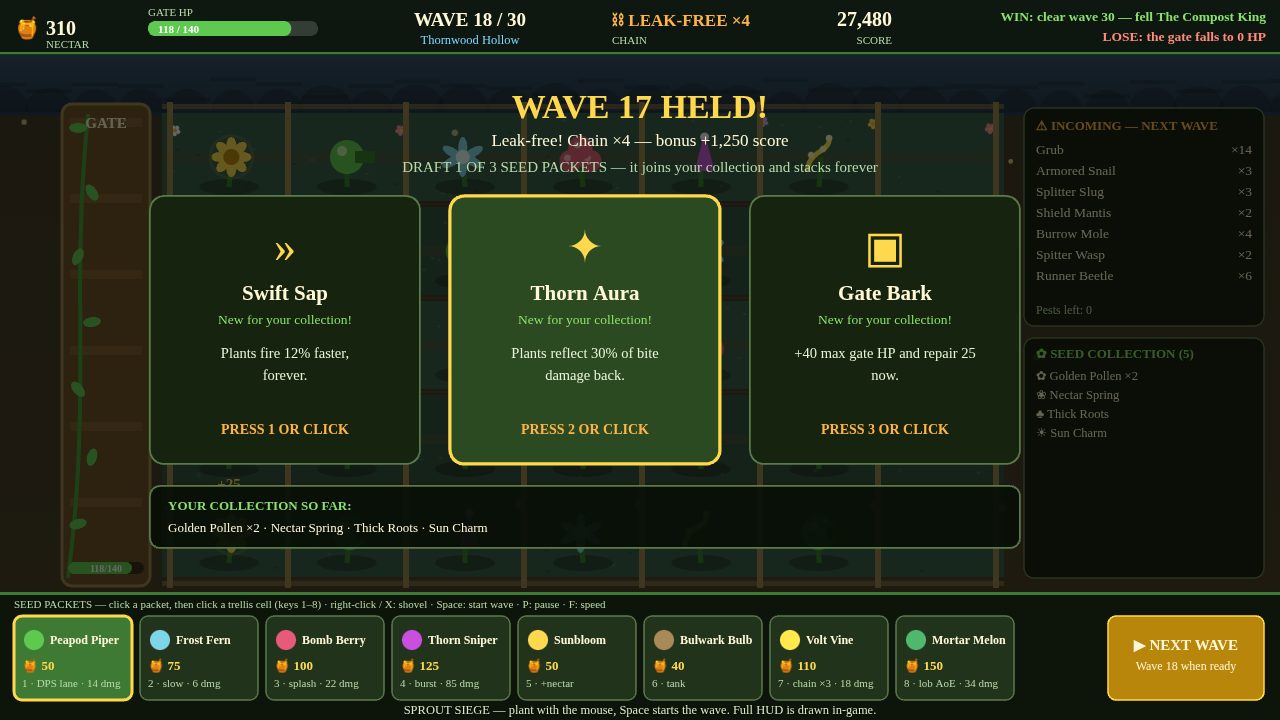 🍯 310
NECTAR
GATE HP
118 / 140
WAVE 18 / 30
Thornwood Hollow
⛓ LEAK-FREE ×4
CHAIN
27,480
SCORE
WIN: clear wave 30 — fell The Compost King
LOSE: the gate falls to 0 HP
GATE
118/140
WAVE 17 HELD!
Leak-free! Chain ×4 — bonus +1,250 score
DRAFT 1 OF 3 SEED PACKETS — it joins your collection and stacks forever
»
Swift Sap
New for your collection!
Plants fire 12% faster,
forever.
PRESS 1 OR CLICK
✦
Thorn Aura
New for your collection!
Plants reflect 30% of bite
damage back.
PRESS 2 OR CLICK
▣
Gate Bark
New for your collection!
+40 max gate HP and repair 25
now.
PRESS 3 OR CLICK
+25
YOUR COLLECTION SO FAR:
Golden Pollen ×2 · Nectar Spring · Thick Roots · Sun Charm
⚠ INCOMING — NEXT WAVE
Grub ×14
Armored Snail ×3
Splitter Slug ×3
Shield Mantis ×2
Burrow Mole ×4
Spitter Wasp ×2
Runner Beetle ×6
Pests left: 0
✿ SEED COLLECTION (5)
✿ Golden Pollen ×2
❀ Nectar Spring
♣ Thick Roots
☀ Sun Charm
SEED PACKETS — click a packet, then click a trellis cell (keys 1–8) · right-click / X: shovel · Space: start wave · P: pause · F: speed
Peapod Piper
🍯 50
1 · DPS lane · 14 dmg
Frost Fern
🍯 75
2 · slow · 6 dmg
Bomb Berry
🍯 100
3 · splash · 22 dmg
Thorn Sniper
🍯 125
4 · burst · 85 dmg
Sunbloom
🍯 50
5 · +nectar
Bulwark Bulb
🍯 40
6 · tank
Volt Vine
🍯 110
7 · chain ×3 · 18 dmg
Mortar Melon
🍯 150
8 · lob AoE · 34 dmg
▶ NEXT WAVE
Wave 18 when ready
SPROUT SIEGE — plant with the mouse, Space starts the wave. Full HUD is drawn in-game.